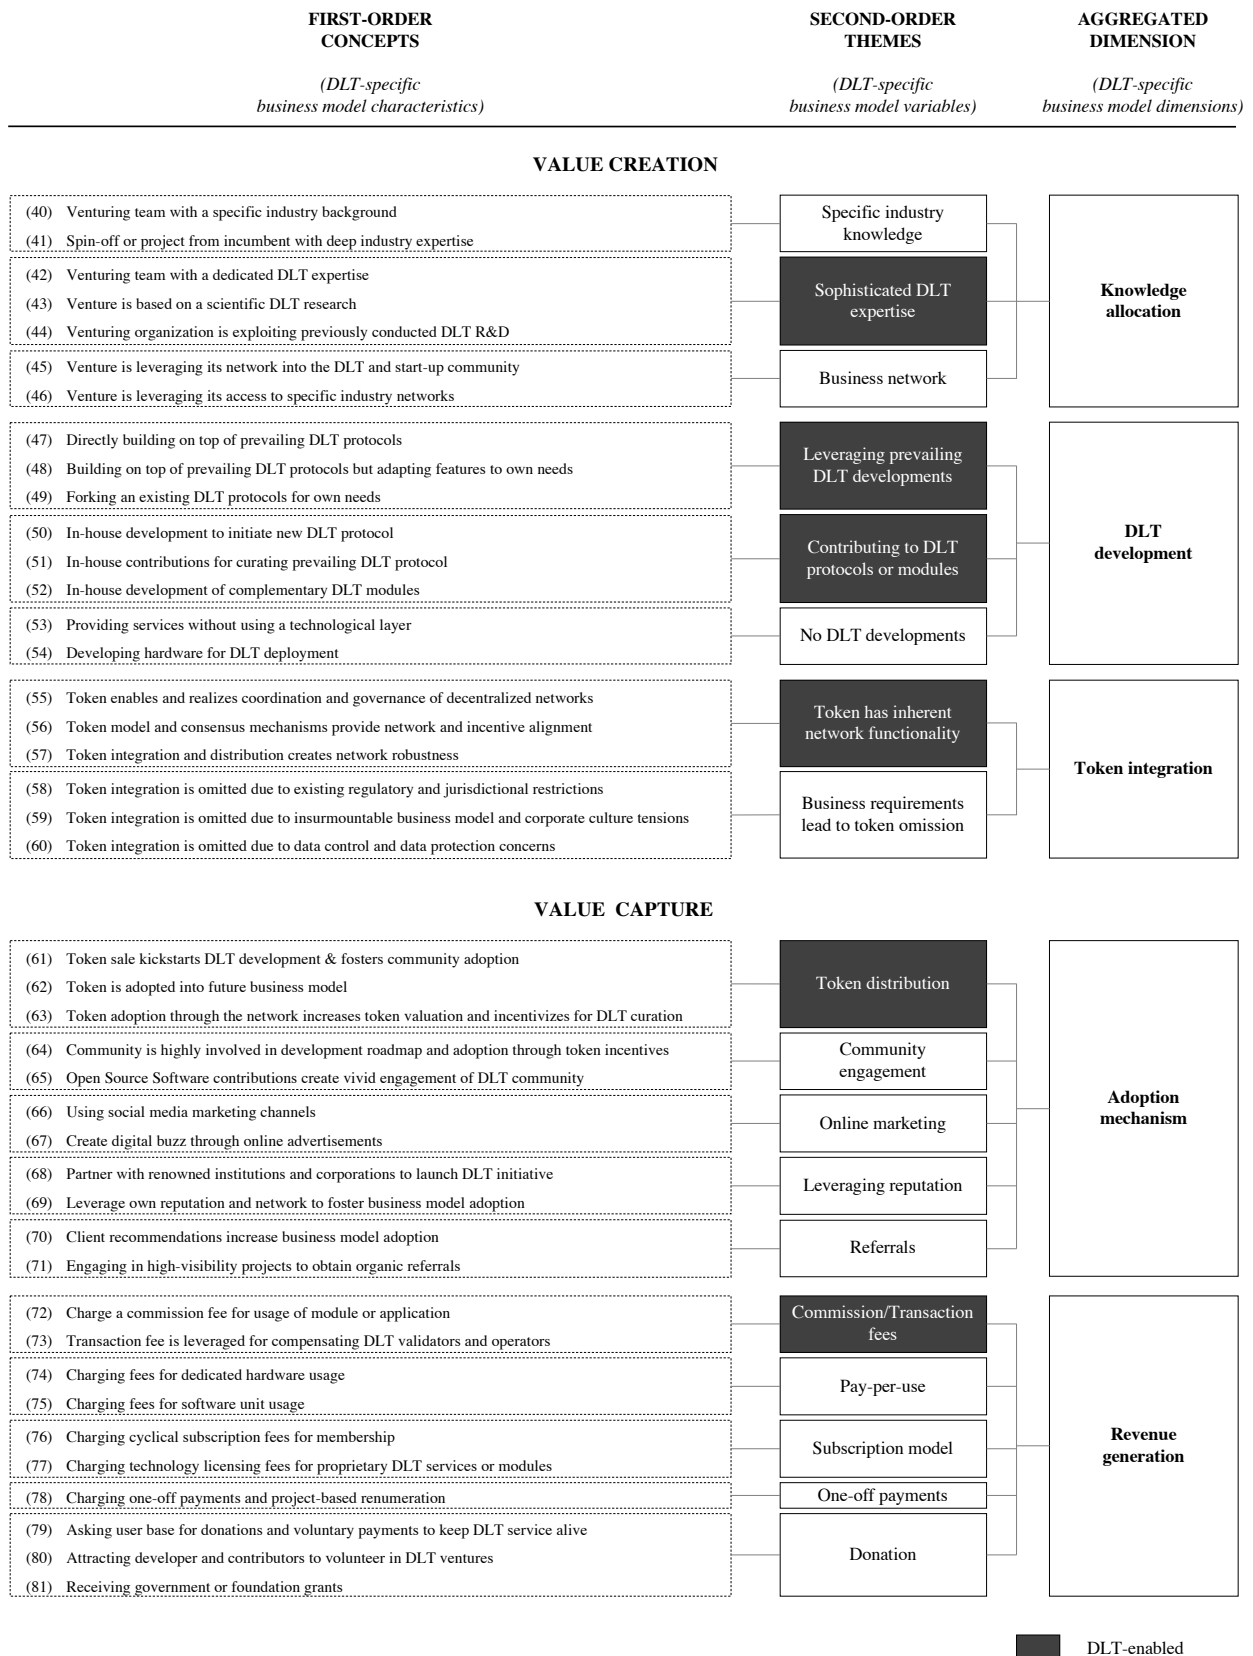 FIRST-ORDER
CONCEPTS
(DLT-specific
business model characteristics)
SECOND-ORDER
THEMES
(DLT-specific
business model variables)
AGGREGATED
DIMENSION
(DLT-specific
business model dimensions)
VALUE CREATION
(40) Venturing team with a specific industry background
(41) Spin-off or project from incumbent with deep industry expertise
Specific industry
knowledge
(42) Venturing team with a dedicated DLT expertise
(43) Venture is based on a scientific DLT research
(44) Venturing organization is exploiting previously conducted DLT R&D
Sophisticated DLT
expertise
(45) Venture is leveraging its network into the DLT and start-up community
(46) Venture is leveraging its access to specific industry networks
Business network
Knowledge
allocation
(47) Directly building on top of prevailing DLT protocols
(48) Building on top of prevailing DLT protocols but adapting features to own needs
(49) Forking an existing DLT protocols for own needs
Leveraging prevailing
DLT developments
(50) In-house development to initiate new DLT protocol
(51) In-house contributions for curating prevailing DLT protocol
(52) In-house development of complementary DLT modules
Contributing to DLT
protocols or modules
(53) Providing services without using a technological layer
(54) Developing hardware for DLT deployment
No DLT developments
DLT
development
(55) Token enables and realizes coordination and governance of decentralized networks
(56) Token model and consensus mechanisms provide network and incentive alignment
(57) Token integration and distribution creates network robustness
Token has inherent
network functionality
(58) Token integration is omitted due to existing regulatory and jurisdictional restrictions
(59) Token integration is omitted due to insurmountable business model and corporate culture tensions
(60) Token integration is omitted due to data control and data protection concerns
Business requirements
lead to token omission
Token integration
VALUE CAPTURE
(61) Token sale kickstarts DLT development & fosters community adoption
(62) Token is adopted into future business model
(63) Token adoption through the network increases token valuation and incentivizes for DLT curation
Token distribution
(64) Community is highly involved in development roadmap and adoption through token incentives
(65) Open Source Software contributions create vivid engagement of DLT community
Community
engagement
(66) Using social media marketing channels
(67) Create digital buzz through online advertisements
Online marketing
(68) Partner with renowned institutions and corporations to launch DLT initiative
(69) Leverage own reputation and network to foster business model adoption
Leveraging reputation
(70) Client recommendations increase business model adoption
(71) Engaging in high-visibility projects to obtain organic referrals
Referrals
Adoption
mechanism
(72) Charge a commission fee for usage of module or application
(73) Transaction fee is leveraged for compensating DLT validators and operators
Commission/Transaction
fees
(74) Charging fees for dedicated hardware usage
(75) Charging fees for software unit usage
Pay-per-use
(76) Charging cyclical subscription fees for membership
(77) Charging technology licensing fees for proprietary DLT services or modules
Subscription model
(78) Charging one-off payments and project-based renumeration
One-off payments
(79) Asking user base for donations and voluntary payments to keep DLT service alive
(80) Attracting developer and contributors to volunteer in DLT ventures
(81) Receiving government or foundation grants
Donation
Revenue
generation
DLT-enabled